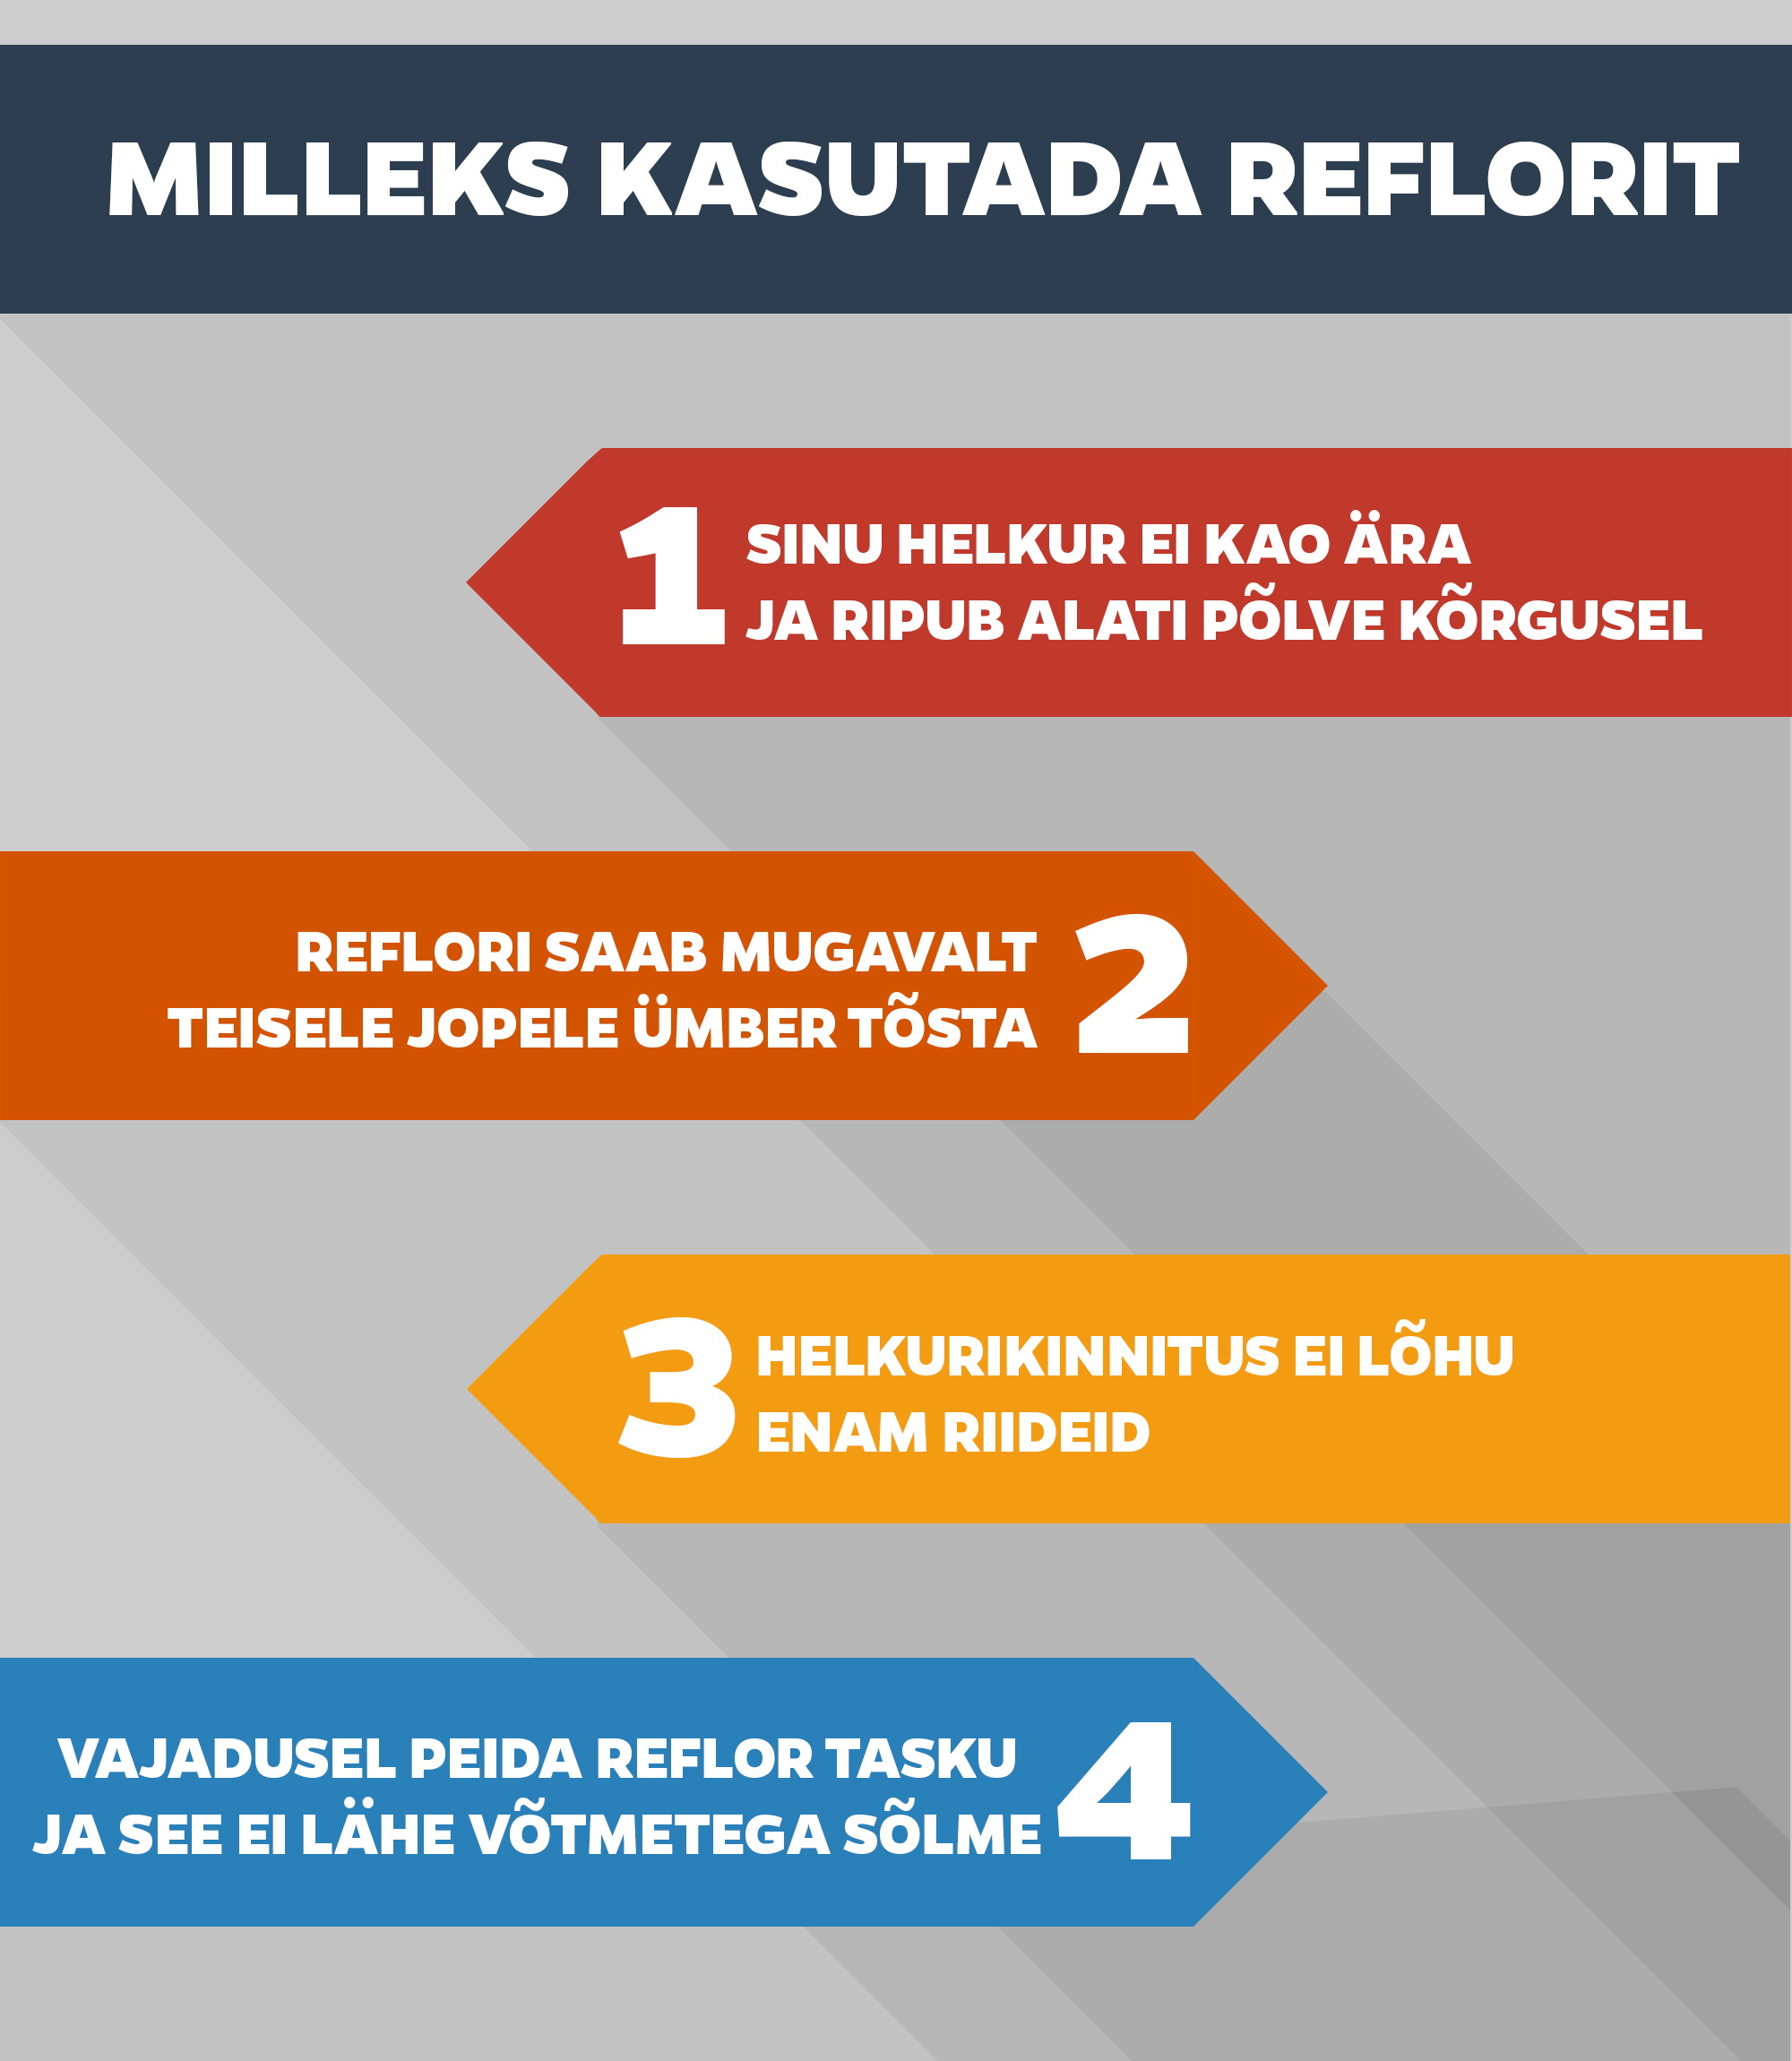 MILLEKS KASUTADA REFLORIT
1
SINU HELKUR EI KAO ÄRA
JA RIPUB ALATI PÕLVE KÕRGUSEL
REFLORI SAAB MUGAVALT
TEISELE JOPELE ÜMBER TÕSTA
2
3
HELKURIKINNITUS EI LÕHU
ENAM RIIDEID
VAJADUSEL PEIDA REFLOR TASKU
JA SEE EI LÄHE VÕTMETEGA SÕLME
4